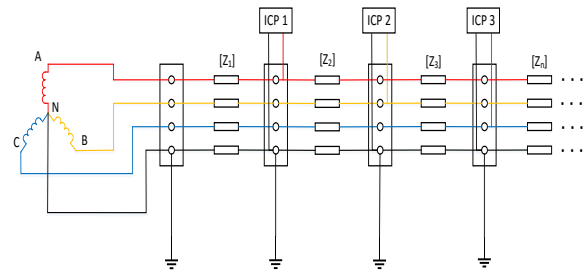 ICP 1 ICP 2 ICP 3
A [Z₁] [Z₂] [Z₃] [Zₙ]
N
C B